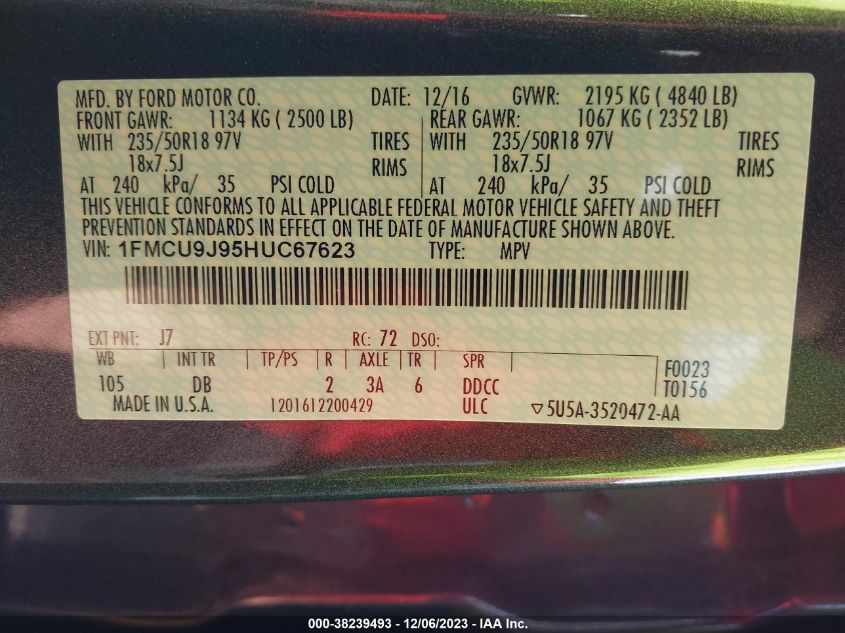 MFD. BY FORD MOTOR CO. DATE: 12/16 GVWR: 2195 KG ( 4840 LB)
FRONT GAWR: 1134 KG ( 2500 LB) REAR GAWR: 1067 KG ( 2352 LB)
WITH 235/50R18 97V TIRES WITH 235/50R18 97V TIRES
18x7.5J RIMS 18x7.5J RIMS
AT 240 kPa/ 35 PSI COLD AT 240 kPa/ 35 PSI COLD
THIS VEHICLE CONFORMS TO ALL APPLICABLE FEDERAL MOTOR VEHICLE SAFETY AND THEFT
PREVENTION STANDARDS IN EFFECT ON THE DATE OF MANUFACTURE SHOWN ABOVE.
VIN: 1FMCU9J95HUC67623 TYPE: MPV
EXT PNT: J7 RC: 72 DSO:
WB INT TR TP/PS R AXLE TR SPR F0023
105 DB 2 3A 6 DDCC T0156
MADE IN U.S.A. 1201612200429 ULC ▽5U5A-3520472-AA
000-38239493 - 12/06/2023 - IAA Inc.